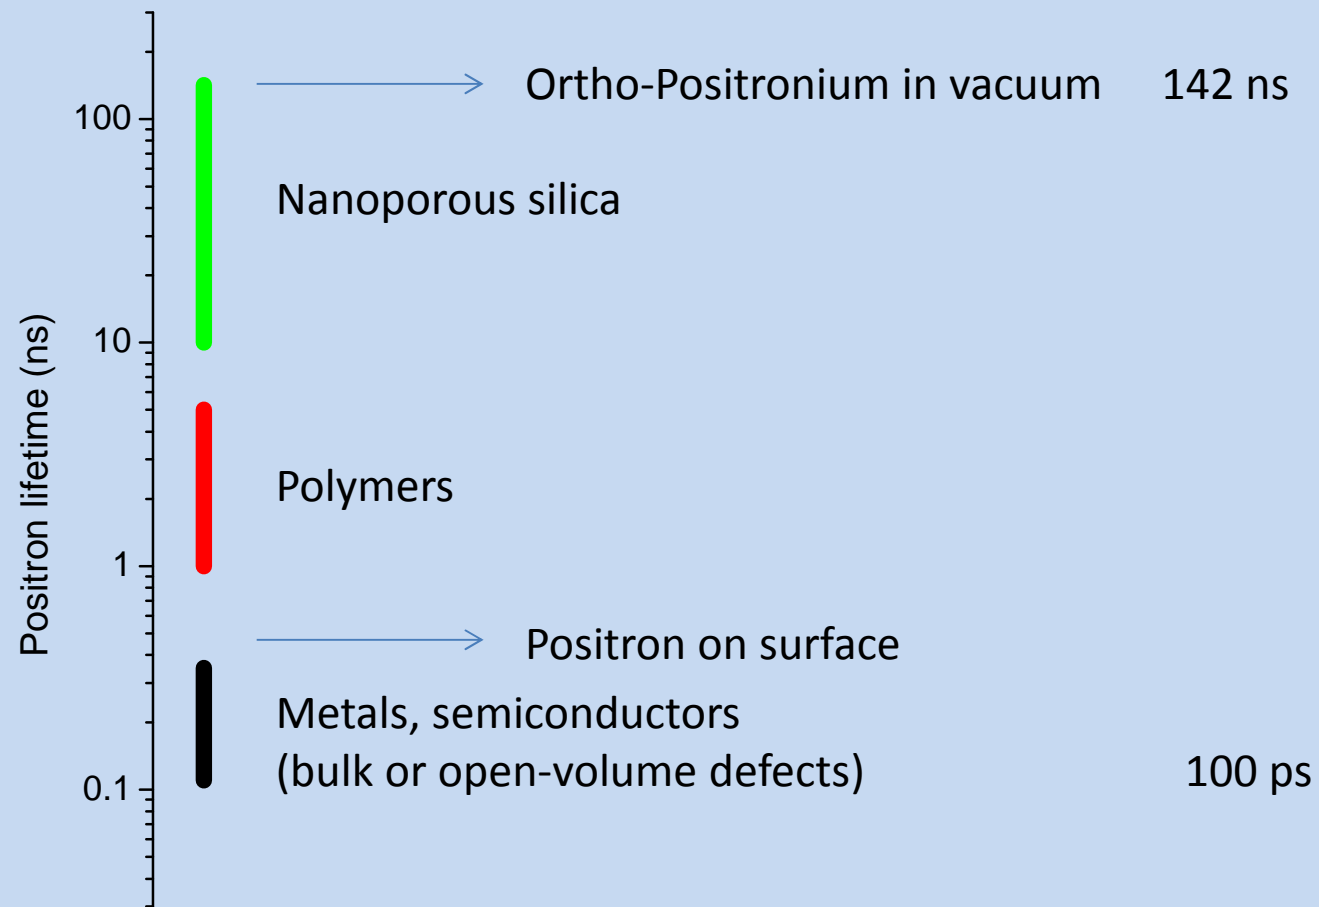 Ortho-Positronium in vacuum 142 ns
100
Nanoporous silica
10
Positron lifetime (ns)
Polymers
1
Positron on surface
Metals, semiconductors
(bulk or open-volume defects) 100 ps
0.1